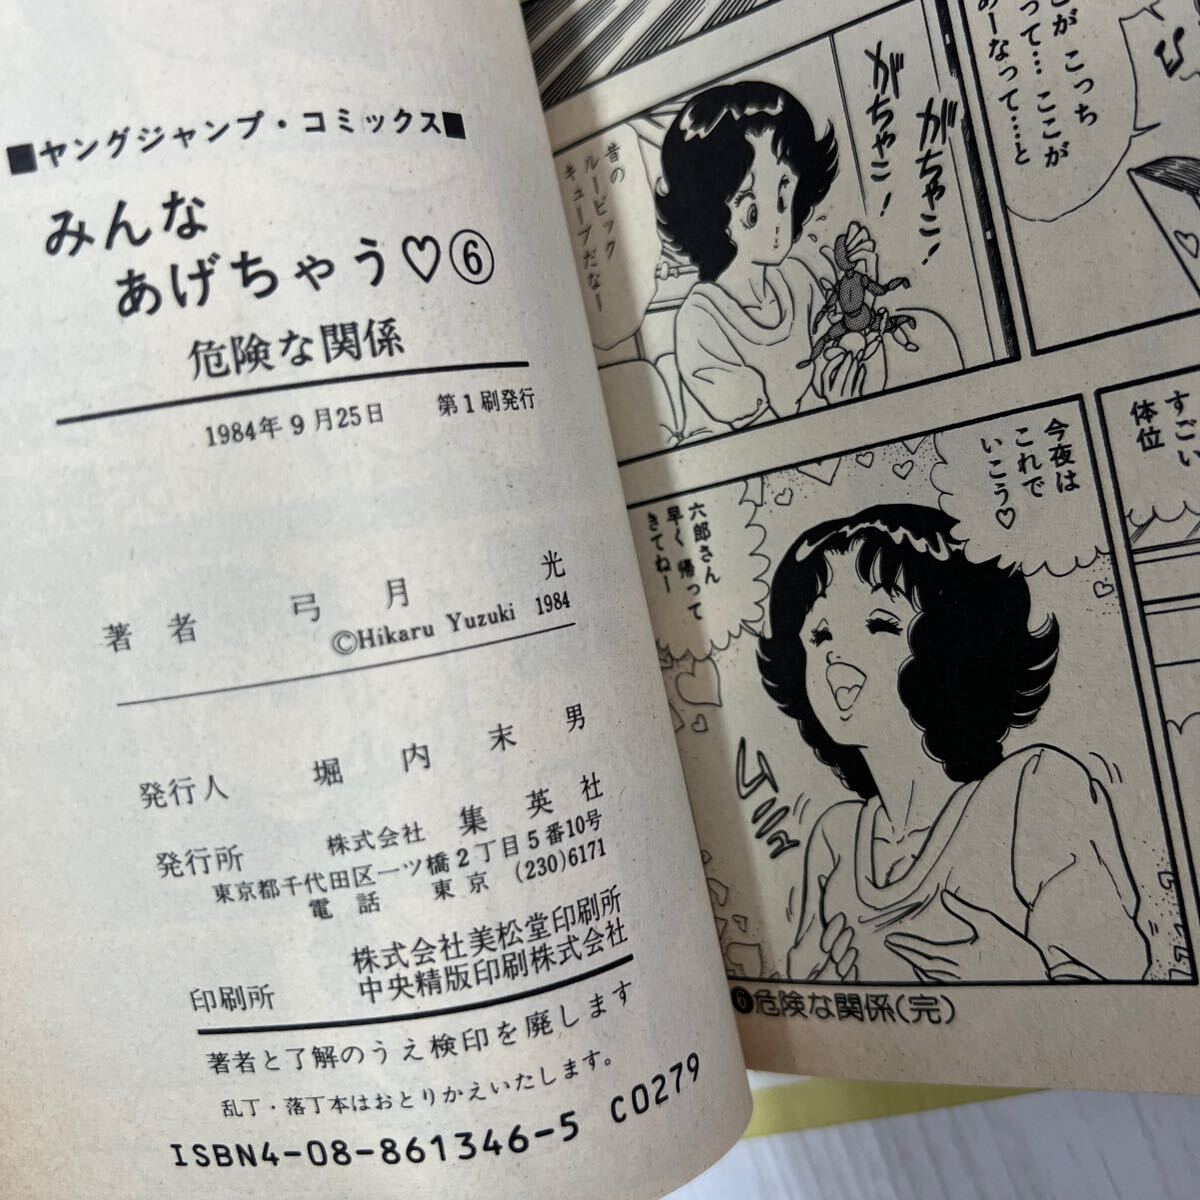 ■ヤングジャンプ・コミックス■
みんな
あげちゃう♡⑥
危険な関係
1984年9月25日 第1刷発行
著者 弓月光
©Hikaru Yuzuki 1984
発行人 堀内末男
発行所 株式会社 集英社
東京都千代田区一ツ橋2丁目5番10号
電話 東京 (230)6171
株式会社美松堂印刷所
印刷所 中央精版印刷株式会社
著者と了解のうえ検印を廃します
乱丁・落丁本はおとりかえいたします。
ISBN4-08-861346-5 C0279
こっち
ここが
なって…と
がちゃこ!
がちゃこ!
昔の
ルービック
キューブだなー
すごい
体位
今夜は
これで
いこう♡
六郎さん
早く帰って
きてねー
ムニュ
❻危険な関係(完)